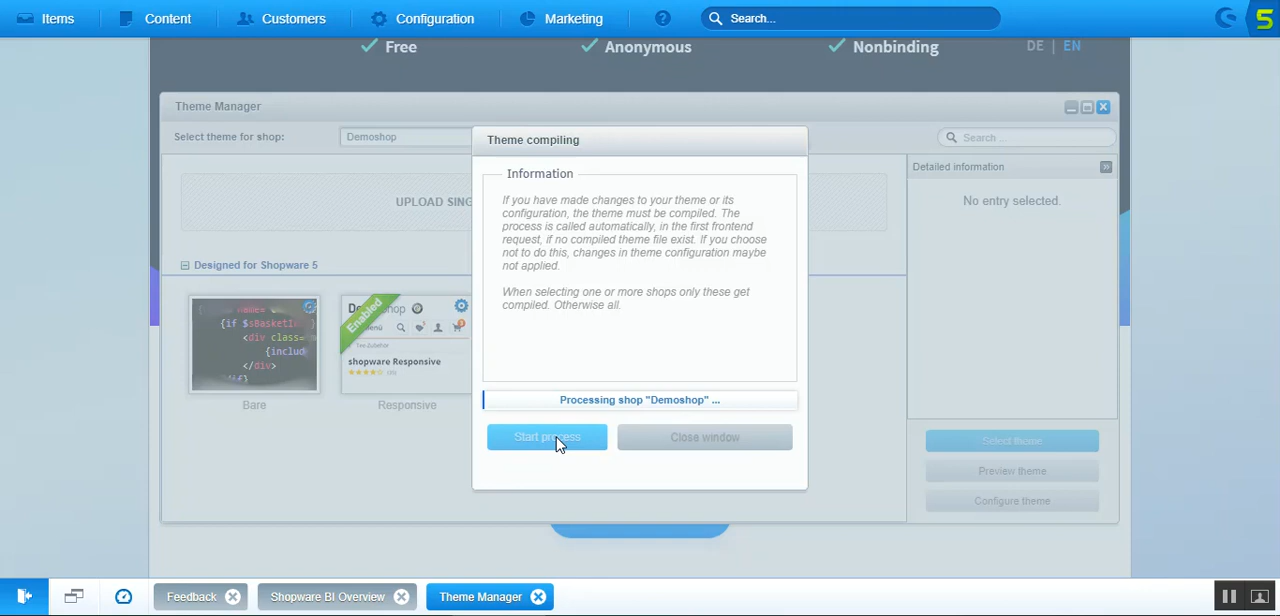 Items
Content
Customers
Configuration
Marketing
Search...
Free
Anonymous
Nonbinding
DE | EN
Theme Manager
Select theme for shop:
Demoshop
Search ...
Theme compiling
Information
If you have made changes to your theme or its
configuration, the theme must be compiled. The
process is called automatically, in the first frontend
request, if no compiled theme file exist. If you choose
not to do this, changes in theme configuration maybe
not applied.
When selecting one or more shops only these get
compiled. Otherwise all.
Processing shop "Demoshop" ...
Start process
Close window
UPLOAD SING
Designed for Shopware 5
{if $sBasketI
<div class=
{includ
</div>
Bare
Enabled
shopware Responsive
Responsive
Detailed information
No entry selected.
Select theme
Preview theme
Configure theme
Feedback
Shopware BI Overview
Theme Manager